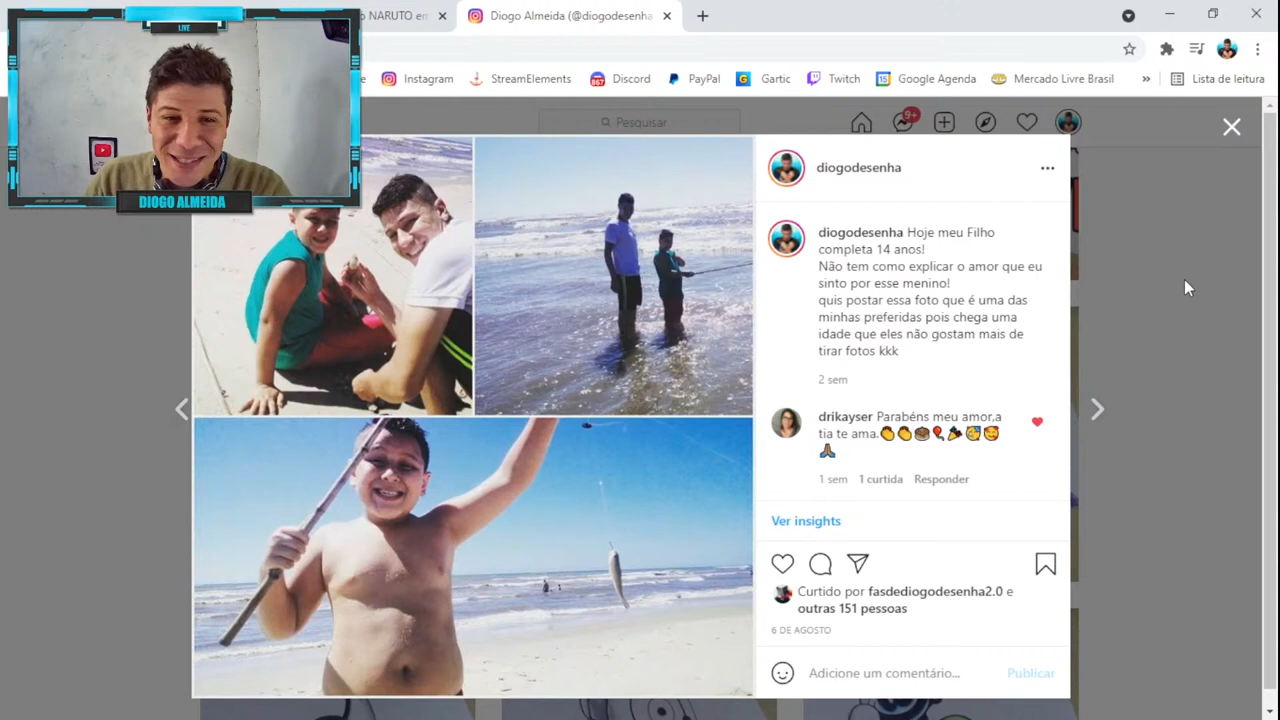 LIVE
DIOGO ALMEIDA
NARUTO em
Diogo Almeida (@diogodesenha
Instagram
StreamElements
Discord
PayPal
Gartic
Twitch
Google Agenda
Mercado Livre Brasil
»
Lista de leitura
Pesquisar
9+
diogodesenha
diogodesenha Hoje meu Filho
completa 14 anos!
Não tem como explicar o amor que eu
sinto por esse menino!
quis postar essa foto que é uma das
minhas preferidas pois chega uma
idade que eles não gostam mais de
tirar fotos kkk
2 sem
drikayser Parabéns meu amor,a
tia te ama.👏👏🎂🎈🎉🥳🥰
🙏🏽
1 sem 1 curtida Responder
Ver insights
Curtido por fasdediogodesenha2.0 e
outras 151 pessoas
6 DE AGOSTO
Adicione um comentário... Publicar